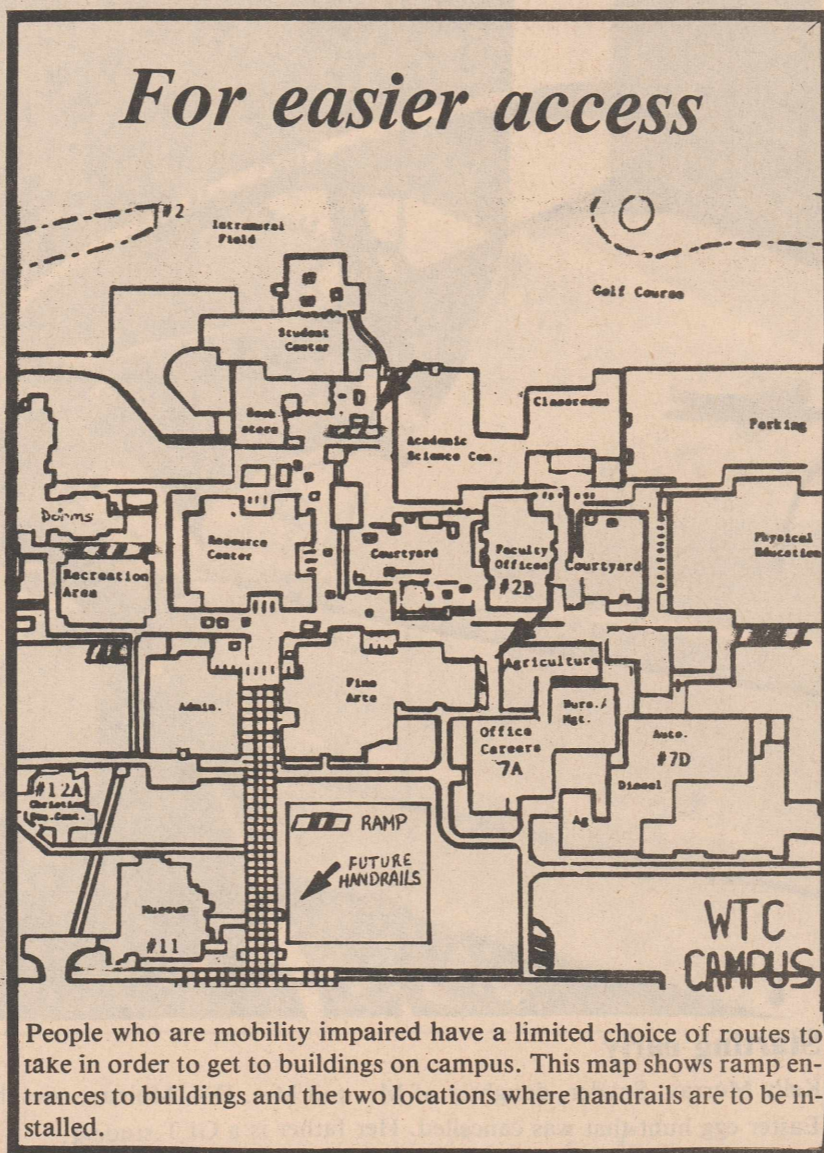 For easier access
#2
Intramural
Field
Golf Course
Student
Center
Book
store
Classrooms
Parking
Academic
Science Cen.
Dorms
Resource
Center
Courtyard
Faculty
Offices
#2B
Courtyard
Physical
Education
Recreation
Area
Agriculture
Fine
Arts
Admin.
Office
Careers
7A
Auto.
#7D
Diesel
Ag
#12A
Christian
RAMP
FUTURE
HANDRAILS
Museum
#11
WTC
CAMPUS
People who are mobility impaired have a limited choice of routes to
take in order to get to buildings on campus. This map shows ramp en-
trances to buildings and the two locations where handrails are to be in-
stalled.